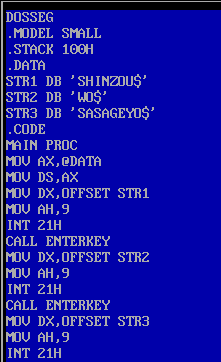 DOSSEG
.MODEL SMALL
.STACK 100H
.DATA
STR1 DB 'SHINZOU$'
STR2 DB 'WO$'
STR3 DB 'SASAGEYO$'
.CODE
MAIN PROC
MOV AX,@DATA
MOV DS,AX
MOV DX,OFFSET STR1
MOV AH,9
INT 21H
CALL ENTERKEY
MOV DX,OFFSET STR2
MOV AH,9
INT 21H
CALL ENTERKEY
MOV DX,OFFSET STR3
MOV AH,9
INT 21H